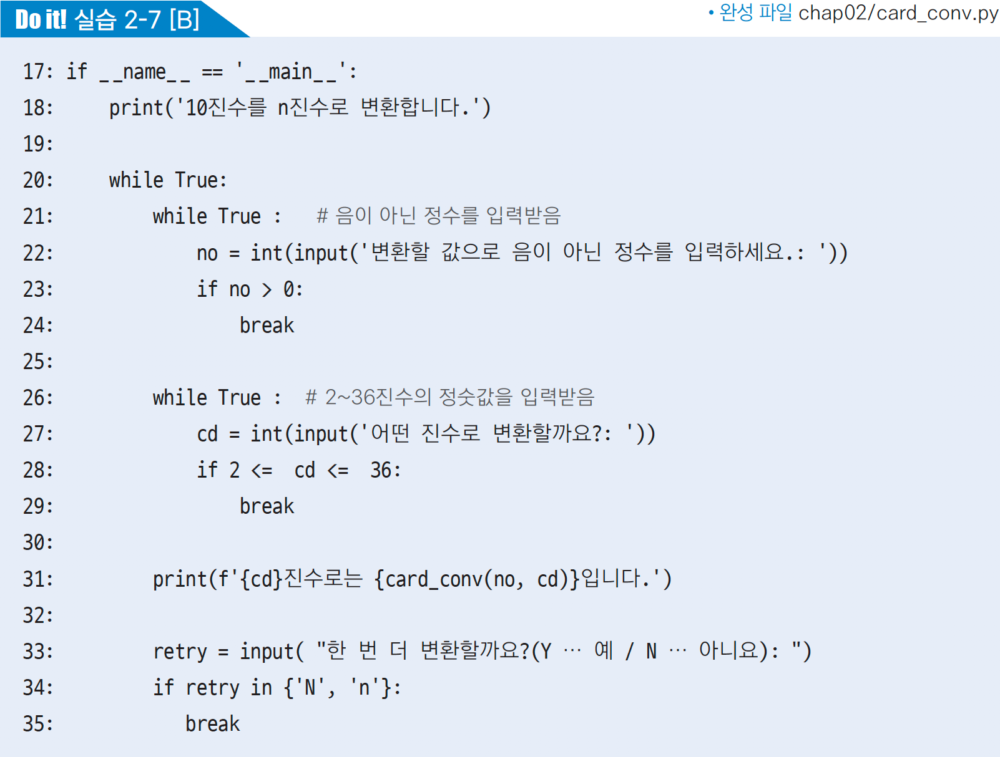 Do it! 실습 2-7 [B]
• 완성 파일 chap02/card_conv.py
17: if __name__ == '__main__':
18:     print('10진수를 n진수로 변환합니다.')
19:
20:     while True:
21:         while True :   # 음이 아닌 정수를 입력받음
22:             no = int(input('변환할 값으로 음이 아닌 정수를 입력하세요.: '))
23:             if no > 0:
24:                 break
25:
26:         while True :  # 2~36진수의 정숫값을 입력받음
27:             cd = int(input('어떤 진수로 변환할까요?: '))
28:             if 2 <=  cd <=  36:
29:                 break
30:
31:         print(f'{cd}진수로는 {card_conv(no, cd)}입니다.')
32:
33:         retry = input( "한 번 더 변환할까요?(Y … 예 / N … 아니요): ")
34:         if retry in {'N', 'n'}:
35:            break